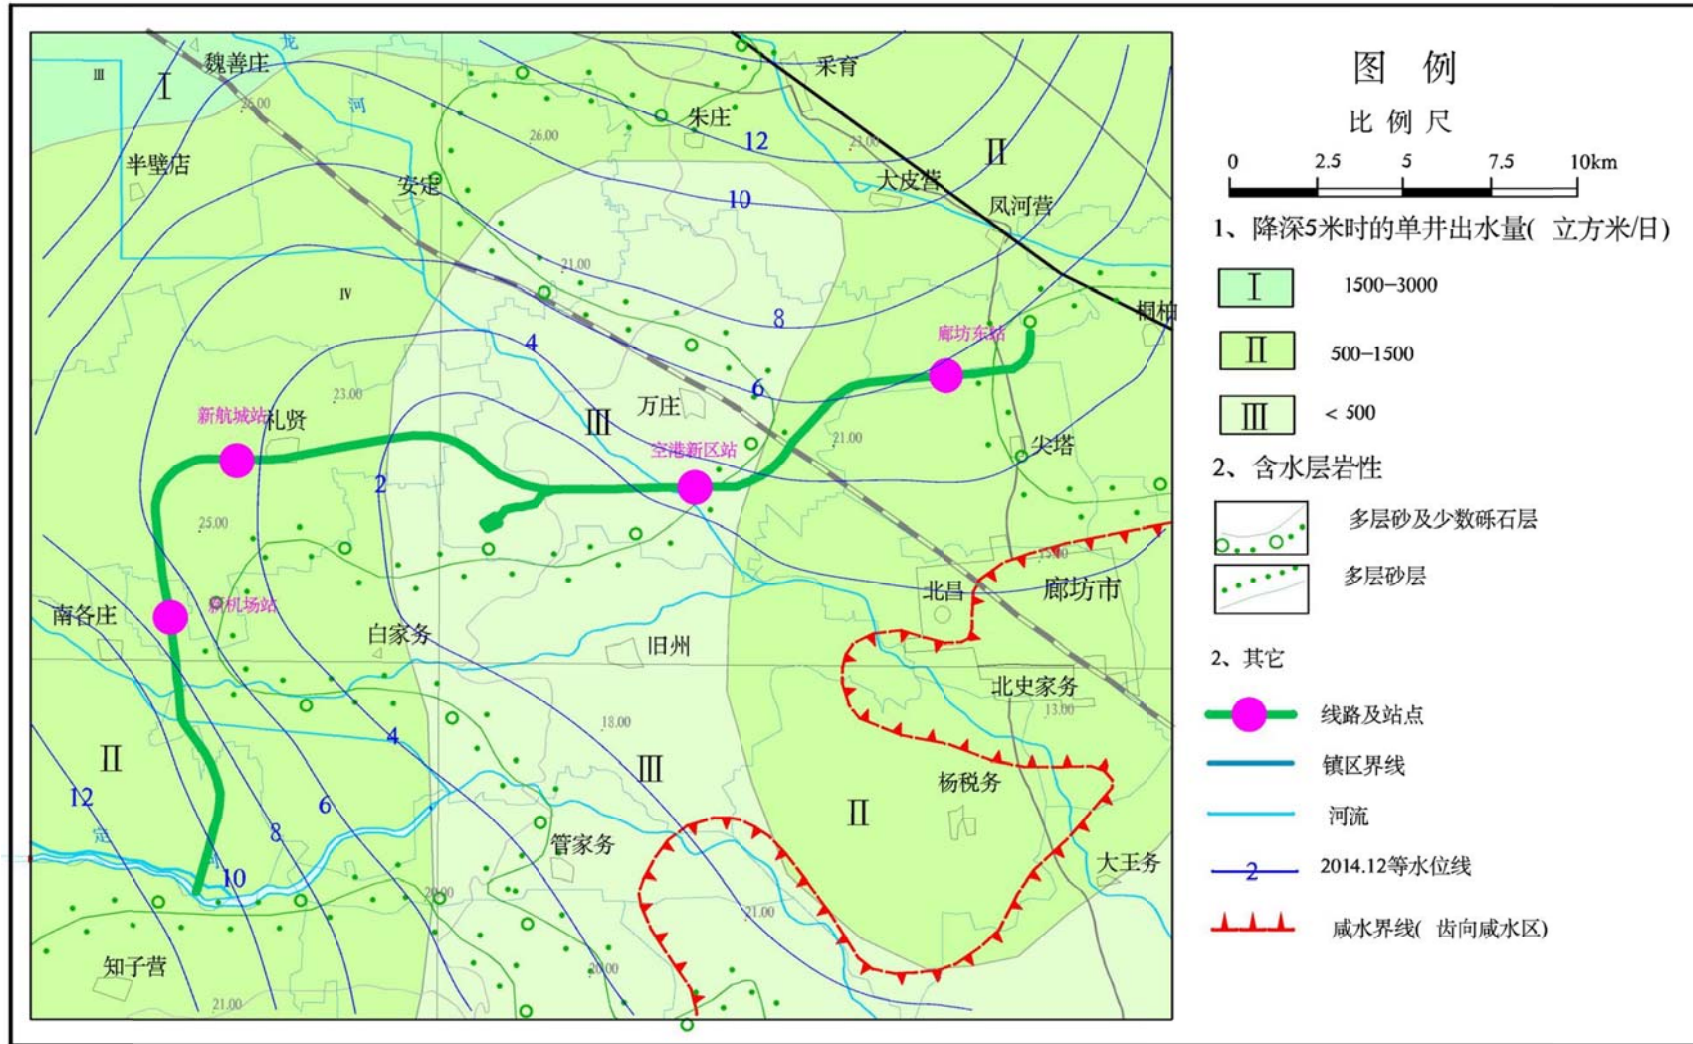 龙
魏善庄
采育
Ⅲ
Ⅰ
河
26.00
朱庄
26.00
12
23.00
Ⅱ
半壁店
安定
10
大皮营
凤河营
21.00
Ⅳ
8
桐柏
4
廊坊东站
6
23.00
万庄
新航城站
礼贤
Ⅲ
空港新区站
21.00
尖塔
2
25.00
北昌
廊坊市
南各庄
新机场站
白家务
旧州
北史家务
13.00
18.00
4
Ⅱ
Ⅲ
杨税务
12
6
Ⅱ
8
定
管家务
大王务
10
20.00
21.00
知子营
20.00
21.00
图 例
比 例 尺
0 2.5 5 7.5 10km
1、降深5米时的单井出水量( 立方米/日)
Ⅰ 1500-3000
Ⅱ 500-1500
Ⅲ < 500
2、含水层岩性
多层砂及少数砾石层
多层砂层
2、其它
线路及站点
镇区界线
河流
2 2014.12等水位线
咸水界线( 齿向咸水区)